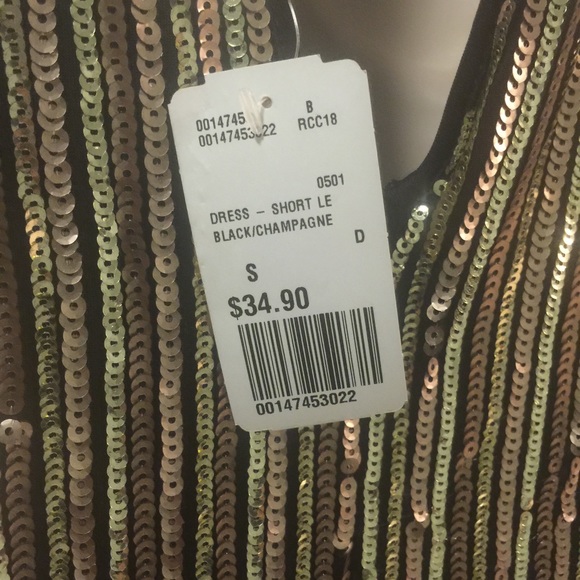 0014745 B
00147453022 RCC18
0501
DRESS – SHORT LE
BLACK/CHAMPAGNE
D
S
$34.90
00147453022